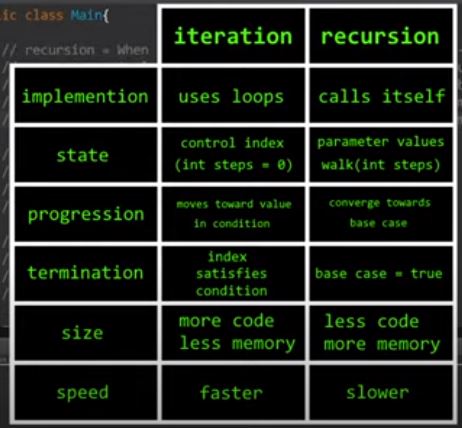 ic class Main{
// recursion = When
iteration
recursion
implemention
uses loops
calls itself
state
control index
(int steps = 0)
parameter values
walk(int steps)
progression
moves toward value
in condition
converge towards
base case
termination
index
satisfies
condition
base case = true
size
more code
less memory
less code
more memory
speed
faster
slower